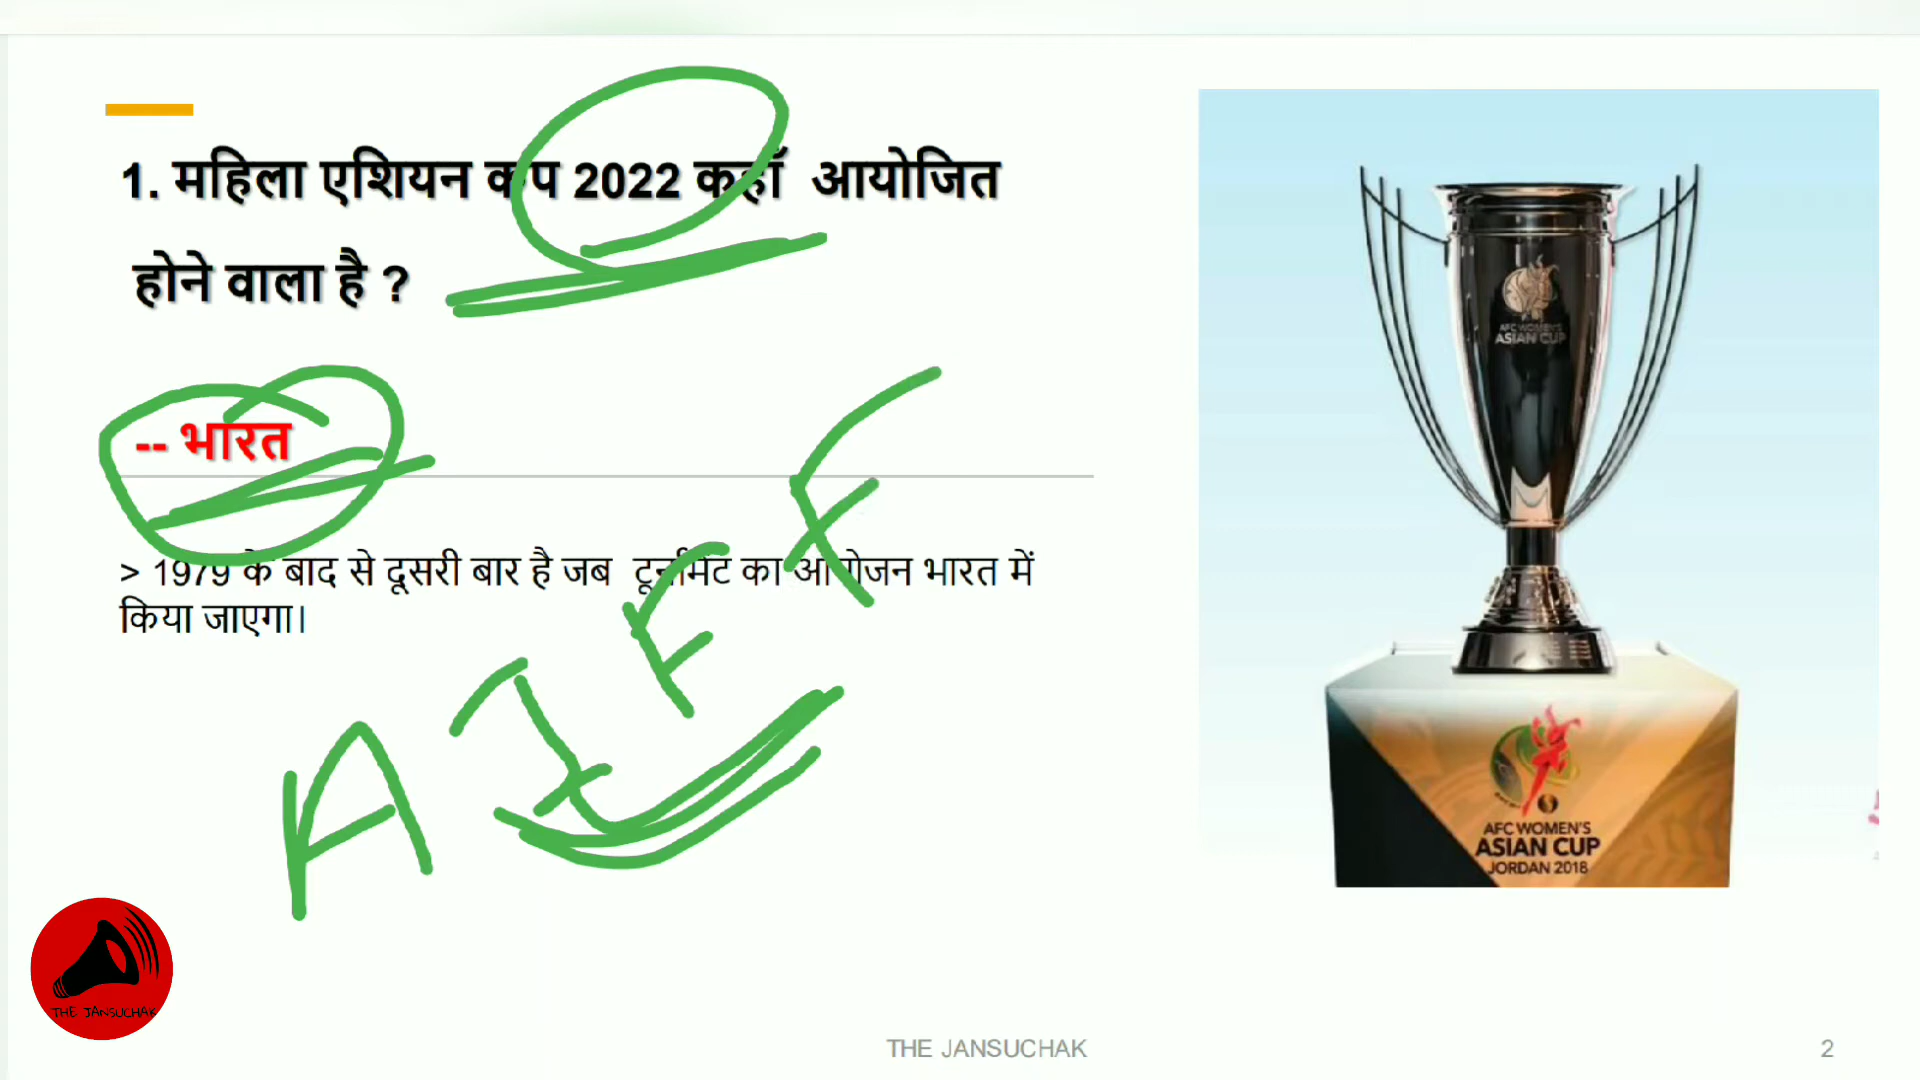 1. महिला एशियन कप 2022 कहाँ आयोजित
होने वाला है ?
-- भारत
> 1979 के बाद से दूसरी बार है जब टूर्नामेंट का आयोजन भारत में
किया जाएगा।
AIFF
AFC WOMEN'S
ASIAN CUP
AFC WOMEN'S
ASIAN CUP
JORDAN 2018
THE JANSUCHAK
THE JANSUCHAK
2